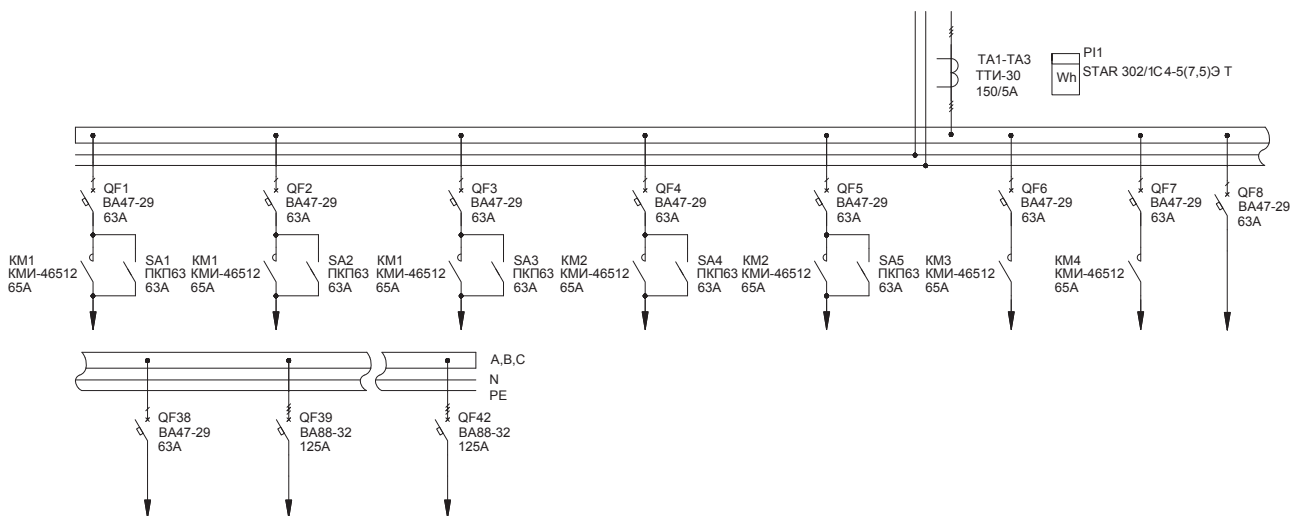 TA1-TA3
ТТИ-30
150/5А
PI1
Wh
STAR 302/1С4-5(7,5)Э Т
QF1
ВА47-29
63А
QF2
ВА47-29
63А
QF3
ВА47-29
63А
QF4
ВА47-29
63А
QF5
ВА47-29
63А
QF6
ВА47-29
63А
QF7
ВА47-29
63А
QF8
ВА47-29
63А
КМ1
КМИ-46512
65А
SA1
ПКП63
63А
КМ1
КМИ-46512
65А
SA2
ПКП63
63А
КМ1
КМИ-46512
65А
SA3
ПКП63
63А
КМ2
КМИ-46512
65А
SA4
ПКП63
63А
КМ2
КМИ-46512
65А
SA5
ПКП63
63А
КМ3
КМИ-46512
65А
КМ4
КМИ-46512
65А
A,B,C
N
PE
QF38
ВА47-29
63А
QF39
ВА88-32
125А
QF42
ВА88-32
125А